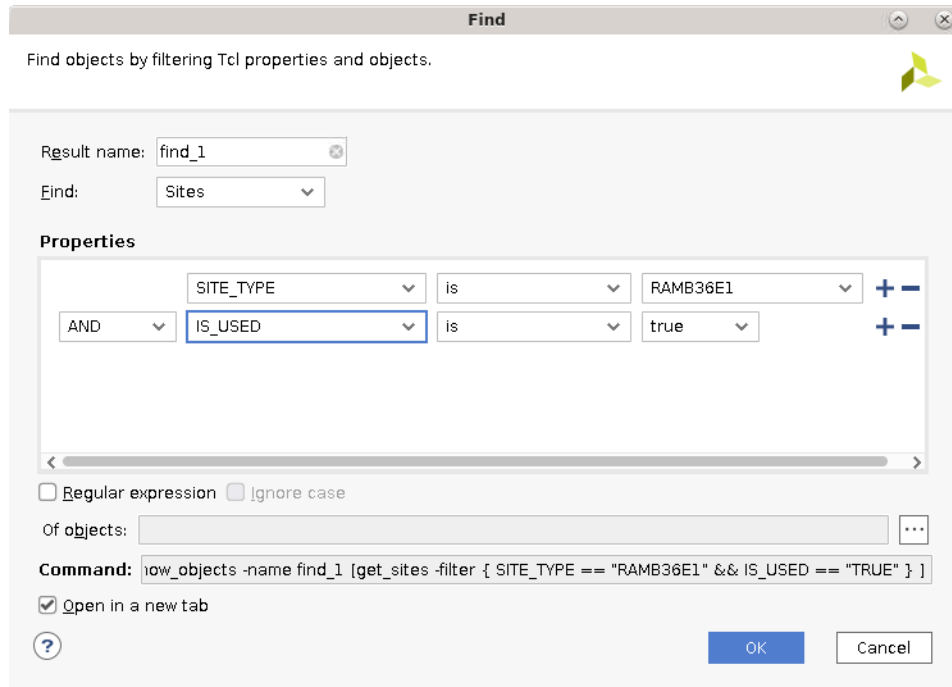 Find
Find objects by filtering Tcl properties and objects.
Result name: find_1
Find: Sites
Properties
SITE_TYPE is RAMB36E1
AND IS_USED is true
Regular expression Ignore case
Of objects: ...
Command: now_objects -name find_1 [get_sites -filter { SITE_TYPE == "RAMB36E1" && IS_USED == "TRUE" } ]
Open in a new tab
? OK Cancel